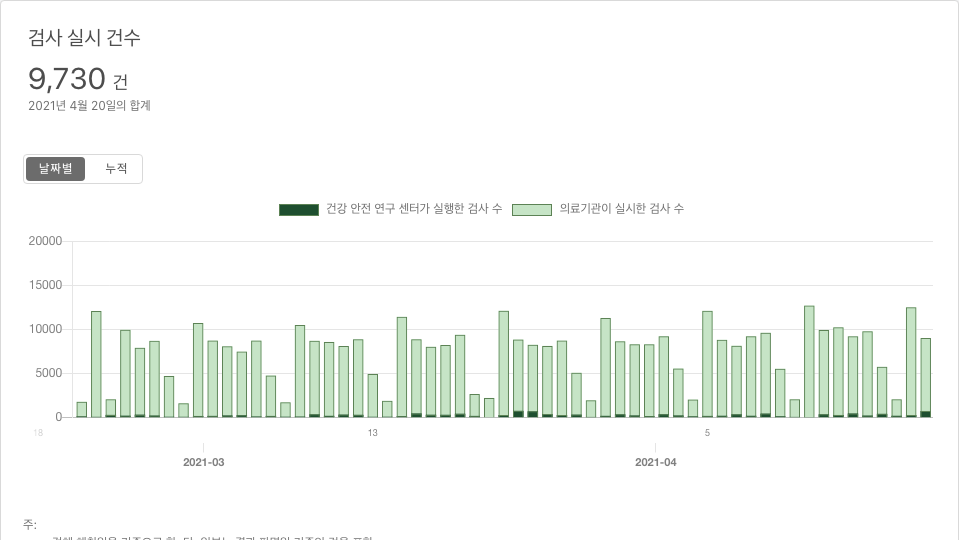 검사 실시 건수
9,730 건
2021년 4월 20일의 합계
날짜별 누적
건강 안전 연구 센터가 실행한 검사 수 의료기관이 실시한 검사 수
20000
15000
10000
5000
0
18 13 5
2021-03 2021-04
주: